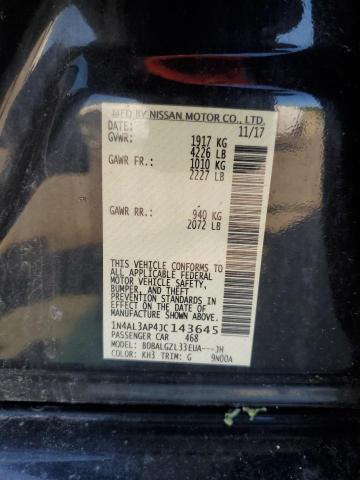 MFD BY NISSAN MOTOR CO., LTD.
DATE: 11/17
GVWR: 1917 KG
4226 LB
GAWR FR.: 1010 KG
2227 LB
GAWR RR.: 940 KG
2072 LB
THIS VEHICLE CONFORMS TO
ALL APPLICABLE FEDERAL
MOTOR VEHICLE SAFETY,
BUMPER, AND THEFT
PREVENTION STANDARDS IN
EFFECT ON THE DATE OF
MANUFACTURE SHOWN ABOVE.
1N4AL3AP4JC143645
PASSENGER CAR 468
MODEL: BDBALGZL33EUA---JH
COLOR: KH3 TRIM: G 9N00A